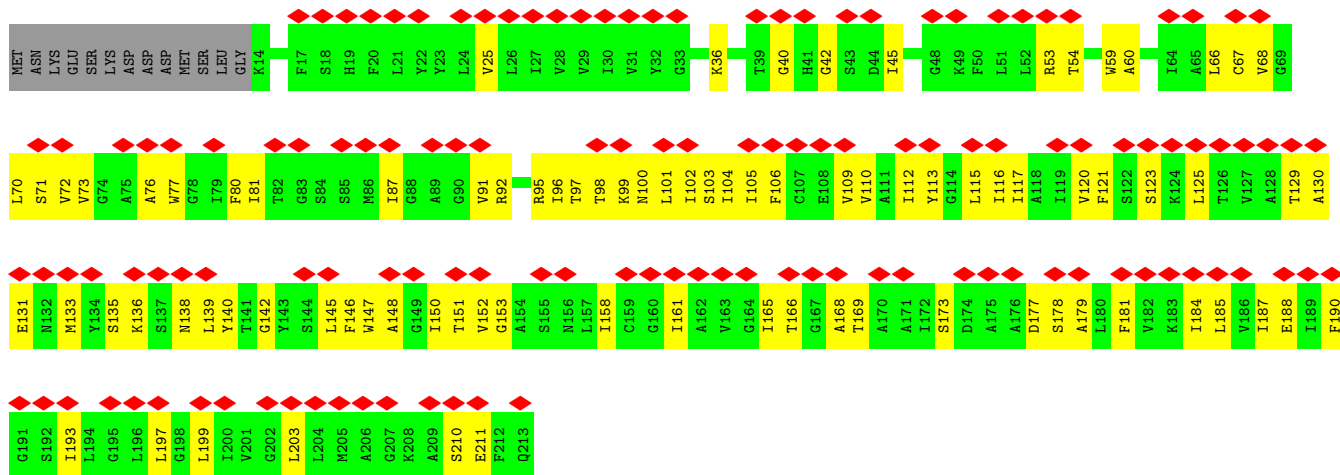 MET ASN LYS GLU SER LYS ASP ASP ASP MET SER LEU GLY K14 F17 S18 H19 F20 L21 Y22 Y23 L24 V25 L26 I27 V28 V29 I30 V31 Y32 G33 K36 T39 G40 H41 G42 S43 D44 I45 G48 K49 F50 L51 L52 R53 T54 W59 A60 I64 A65 L66 C67 V68 G69
L70 S71 V72 V73 G74 A75 A76 W77 G78 I79 F80 I81 T82 G83 S84 S85 M86 I87 G88 A89 G90 V91 R92 R95 I96 T97 T98 K99 N100 L101 I102 S103 I104 I105 F106 C107 E108 V109 V110 A111 I112 Y113 G114 L115 I116 I117 A118 I119 V120 F121 S122 S123 K124 L125 T126 V127 A128 T129 A130
E131 N132 M133 Y134 S135 K136 S137 N138 L139 Y140 T141 G142 Y143 S144 L145 F146 W147 A148 G149 I150 T151 V152 G153 A154 S155 N156 L157 I158 C159 G160 I161 A162 V163 G164 I165 T166 G167 A168 T169 A170 A171 I172 S173 D174 A175 A176 D177 S178 A179 L180 F181 V182 K183 I184 L185 V186 I187 E188 I189 F190
G191 S192 I193 L194 G195 L196 L197 G198 L199 I200 V201 G202 L203 L204 M205 A206 G207 K208 A209 S210 E211 F212 Q213